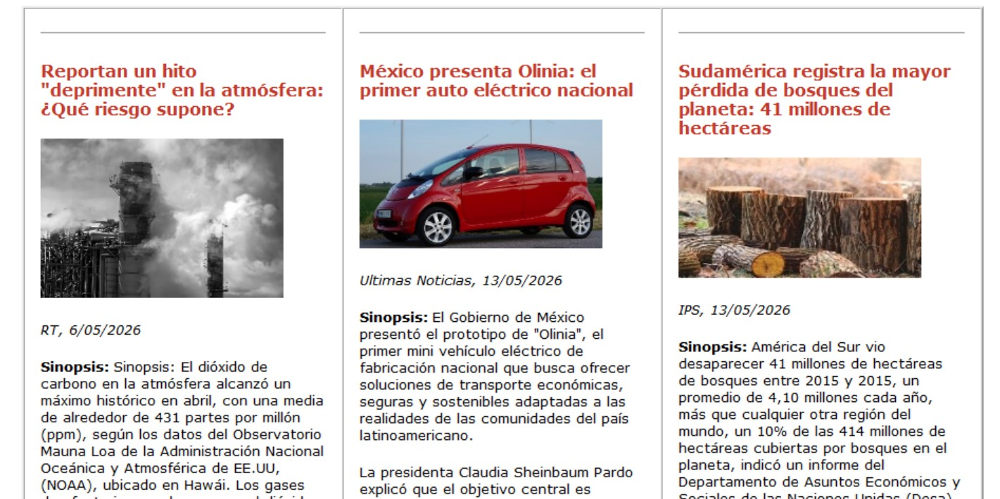 Reportan un hito
"deprimente" en la atmósfera:
¿Qué riesgo supone?
RT, 6/05/2026
Sinopsis: Sinopsis: El dióxido de
carbono en la atmósfera alcanzó un
máximo histórico en abril, con una media
de alrededor de 431 partes por millón
(ppm), según los datos del Observatorio
Mauna Loa de la Administración Nacional
Oceánica y Atmosférica de EE.UU,
(NOAA), ubicado en Hawái. Los gases
México presenta Olinia: el
primer auto eléctrico nacional
Ultimas Noticias, 13/05/2026
Sinopsis: El Gobierno de México
presentó el prototipo de "Olinia", el
primer mini vehículo eléctrico de
fabricación nacional que busca ofrecer
soluciones de transporte económicas,
seguras y sostenibles adaptadas a las
realidades de las comunidades del país
latinoamericano.
La presidenta Claudia Sheinbaum Pardo
explicó que el objetivo central es
Sudamérica registra la mayor
pérdida de bosques del
planeta: 41 millones de
hectáreas
IPS, 13/05/2026
Sinopsis: América del Sur vio
desaparecer 41 millones de hectáreas
de bosques entre 2015 y 2015, un
promedio de 4,10 millones cada año,
más que cualquier otra región del
mundo, un 10% de las 414 millones de
hectáreas cubiertas por bosques en el
planeta, indicó un informe del
Departamento de Asuntos Económicos y
Sociales de las Naciones Unidas (Desa)